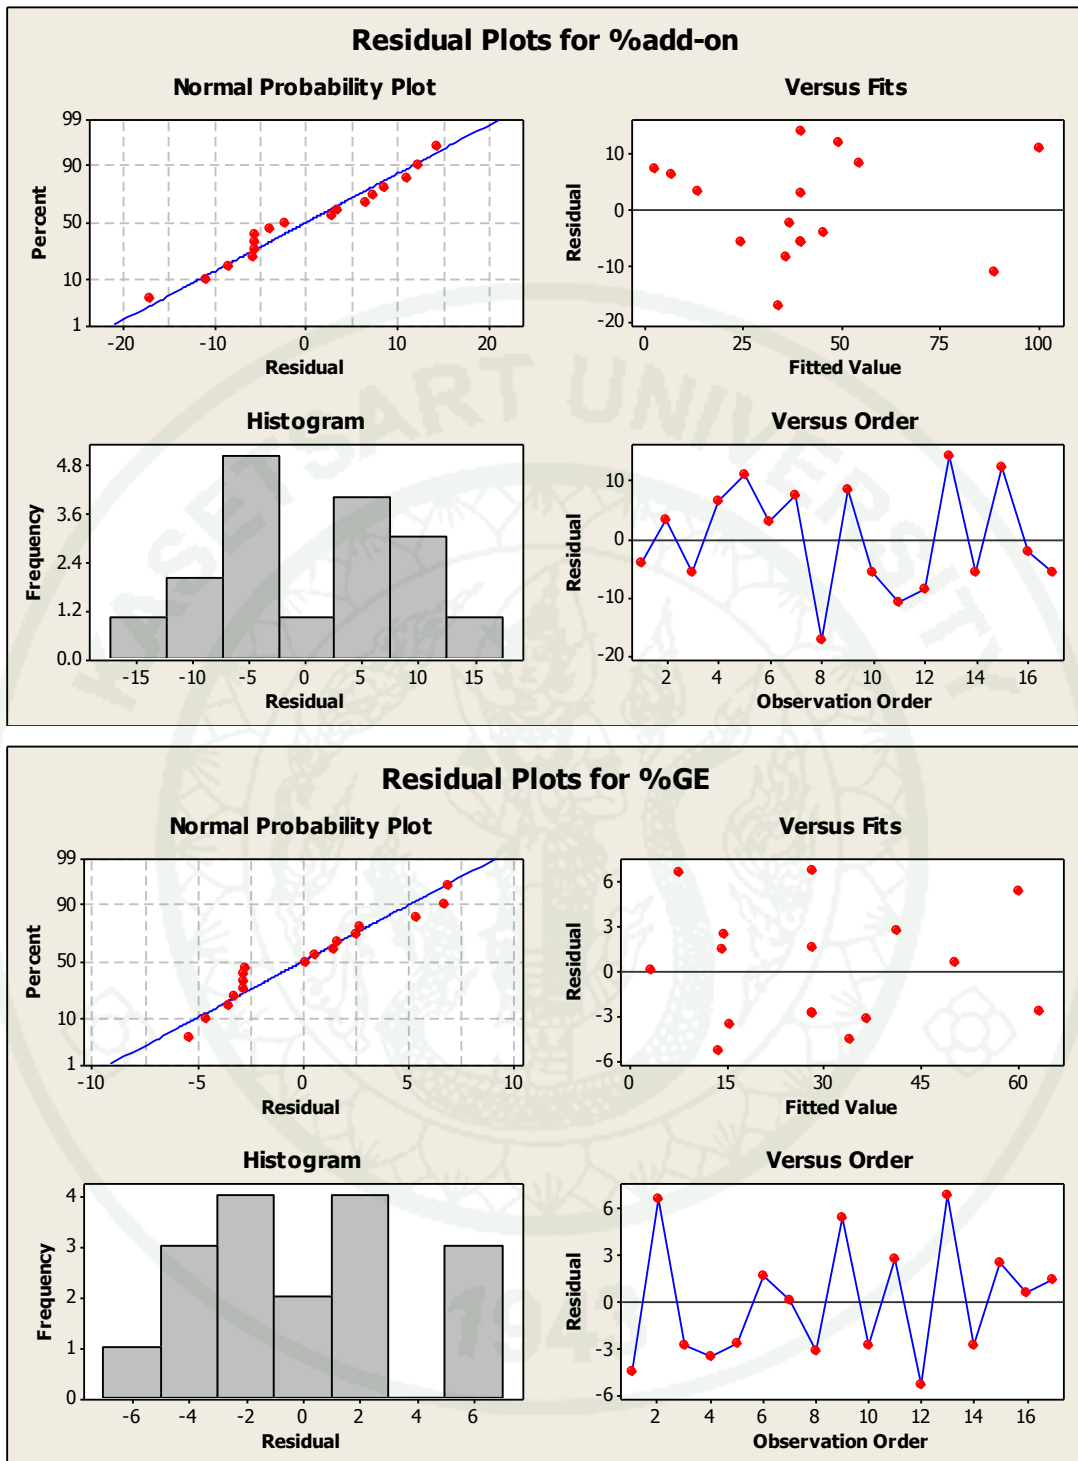 Residual Plots for %add-on
Normal Probability Plot
Versus Fits
99
90
50
10
1
Percent
-20 -10 0 10 20
Residual
10
0
-10
-20
Residual
0 25 50 75 100
Fitted Value
Histogram
Versus Order
4.8
3.6
2.4
1.2
0.0
Frequency
-15 -10 -5 0 5 10 15
Residual
10
0
-10
-20
Residual
2 4 6 8 10 12 14 16
Observation Order
KASETSART UNIVERSITY
Residual Plots for %GE
Normal Probability Plot
Versus Fits
99
90
50
10
1
Percent
-10 -5 0 5 10
Residual
6
3
0
-3
-6
Residual
0 15 30 45 60
Fitted Value
Histogram
Versus Order
4
3
2
1
0
Frequency
-6 -4 -2 0 2 4 6
Residual
6
3
0
-3
-6
Residual
2 4 6 8 10 12 14 16
Observation Order